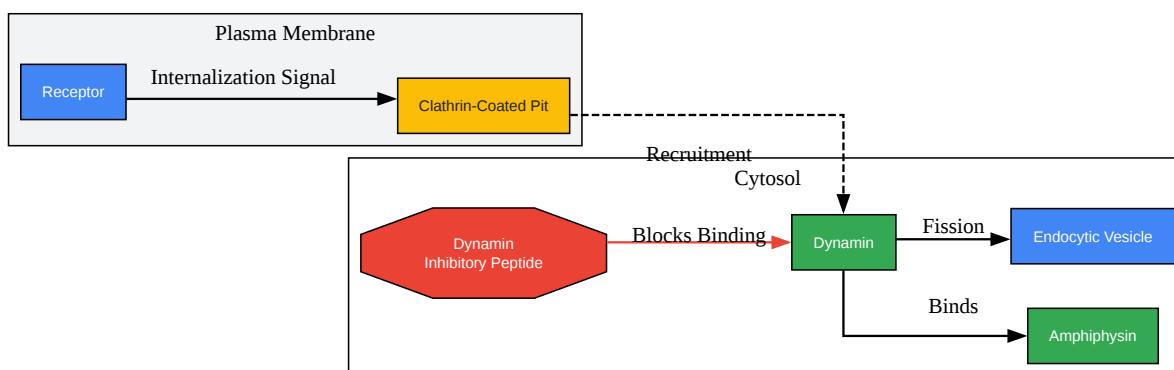 Plasma Membrane
Internalization Signal
Receptor
Clathrin-Coated Pit
Recruitment
Cytosol
Dynamin
Inhibitory Peptide
Blocks Binding
Dynamin
Fission
Endocytic Vesicle
Binds
Amphiphysin